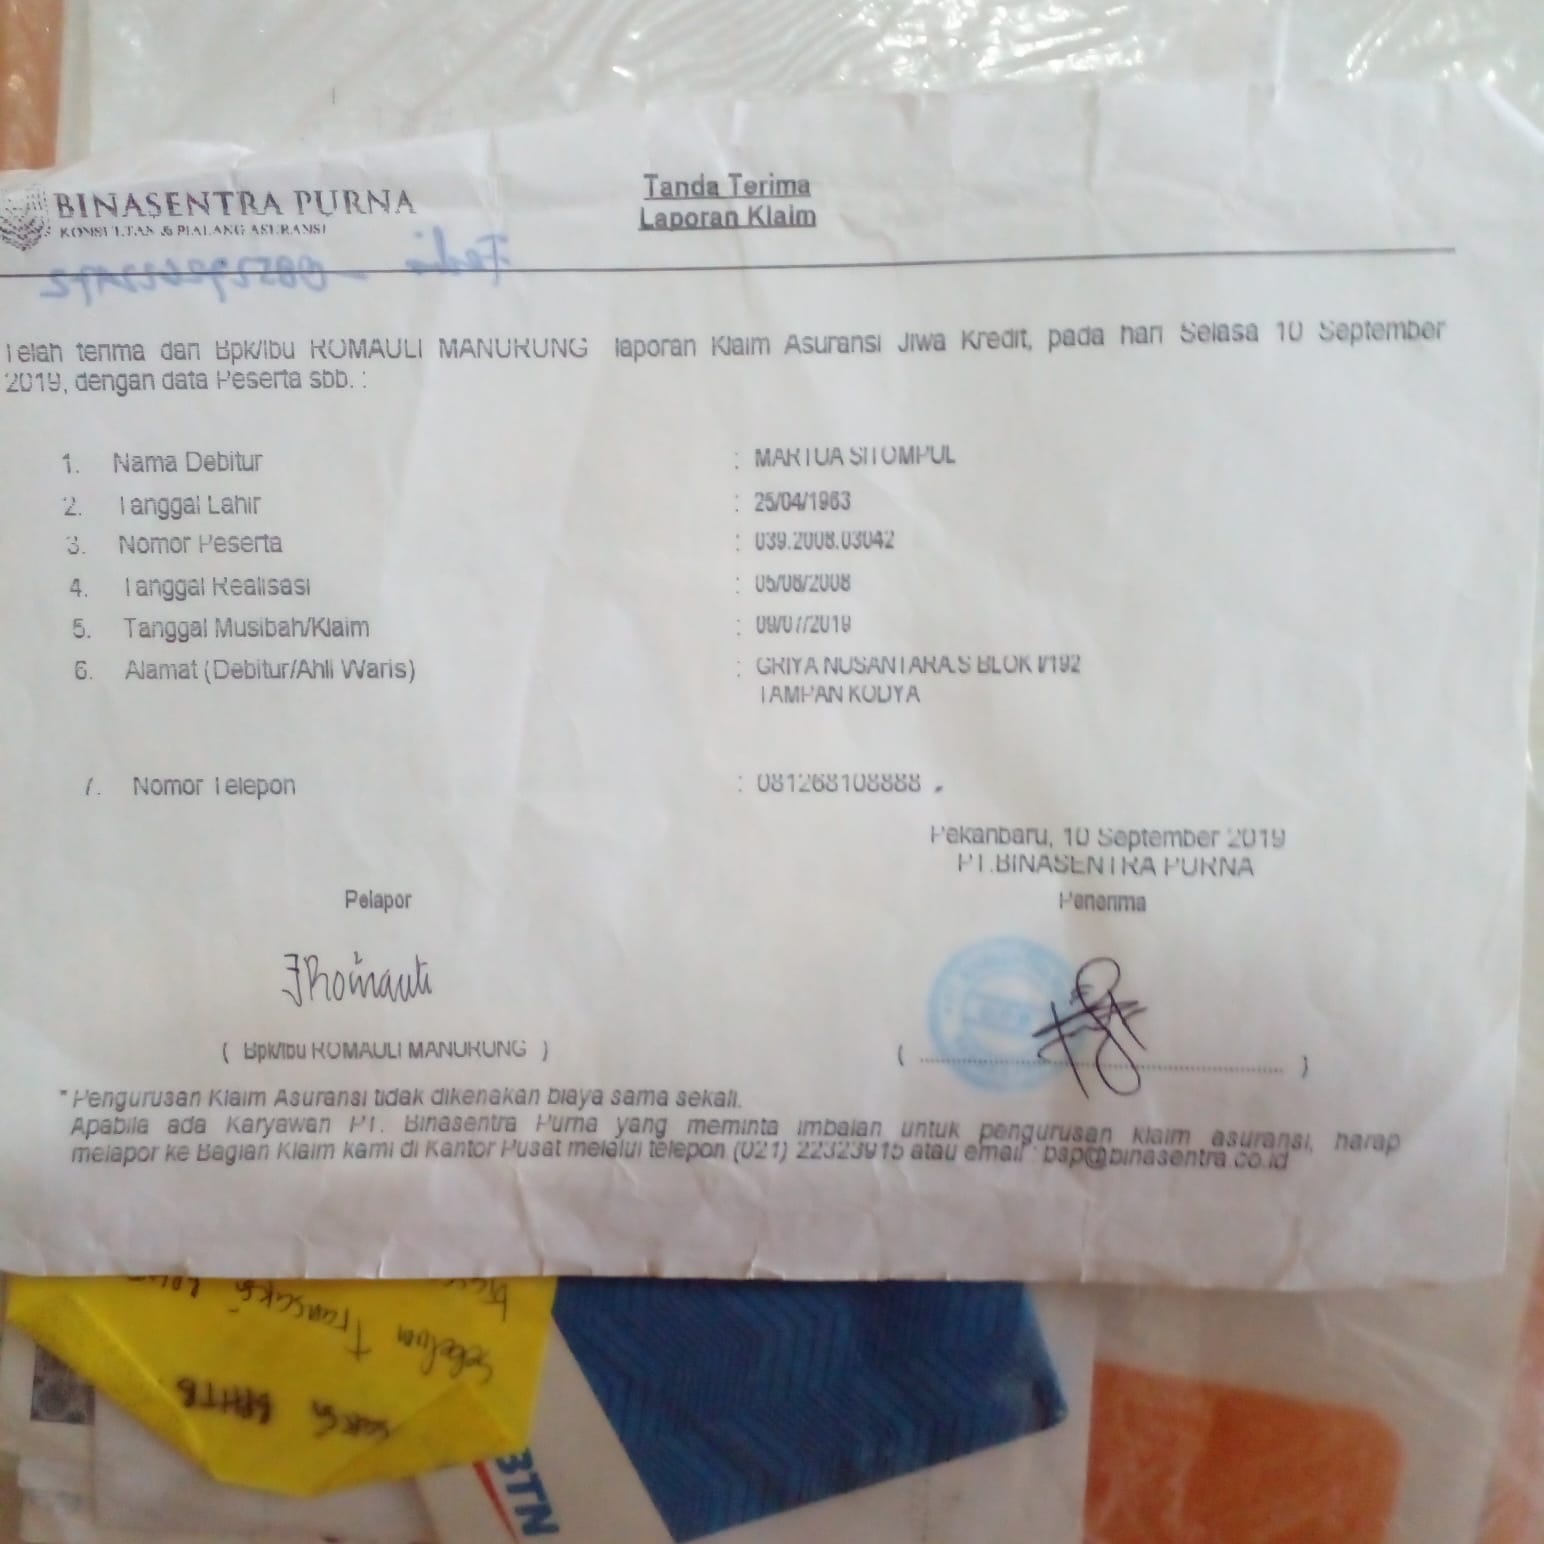 BINASENTRA PURNA
KONSULTAN & PIALANG ASURANSI
Tanda Terima
Laporan Klaim
Telah terima dari Bpk/Ibu ROMAULI MANURUNG laporan Klaim Asuransi Jiwa Kredit, pada hari Selasa 10 September
2019, dengan data Peserta sbb. :
1. Nama Debitur : MARTUA SITOMPUL
2. Tanggal Lahir : 25/04/1963
3. Nomor Peserta : 039.2008.03042
4. Tanggal Realisasi : 05/08/2008
5. Tanggal Musibah/Klaim : 09/07/2019
6. Alamat (Debitur/Ahli Waris) : GRIYA NUSANTARA.S BLOK I/192
TAMPAN KODYA
7. Nomor Telepon : 081268108888
Pekanbaru, 10 September 2019
PT.BINASENTRA PURNA
Pelapor
Penerima
( Bpk/Ibu ROMAULI MANURUNG )
* Pengurusan Klaim Asuransi tidak dikenakan biaya sama sekali.
Apabila ada Karyawan PT. Binasentra Purna yang meminta imbalan untuk pengurusan klaim asuransi, harap
melapor ke Bagian Klaim kami di Kantor Pusat melalui telepon (021) 22323915 atau email : bsp@binasentra.co.id
Sebelum Transaksi
BPHTB
BTN